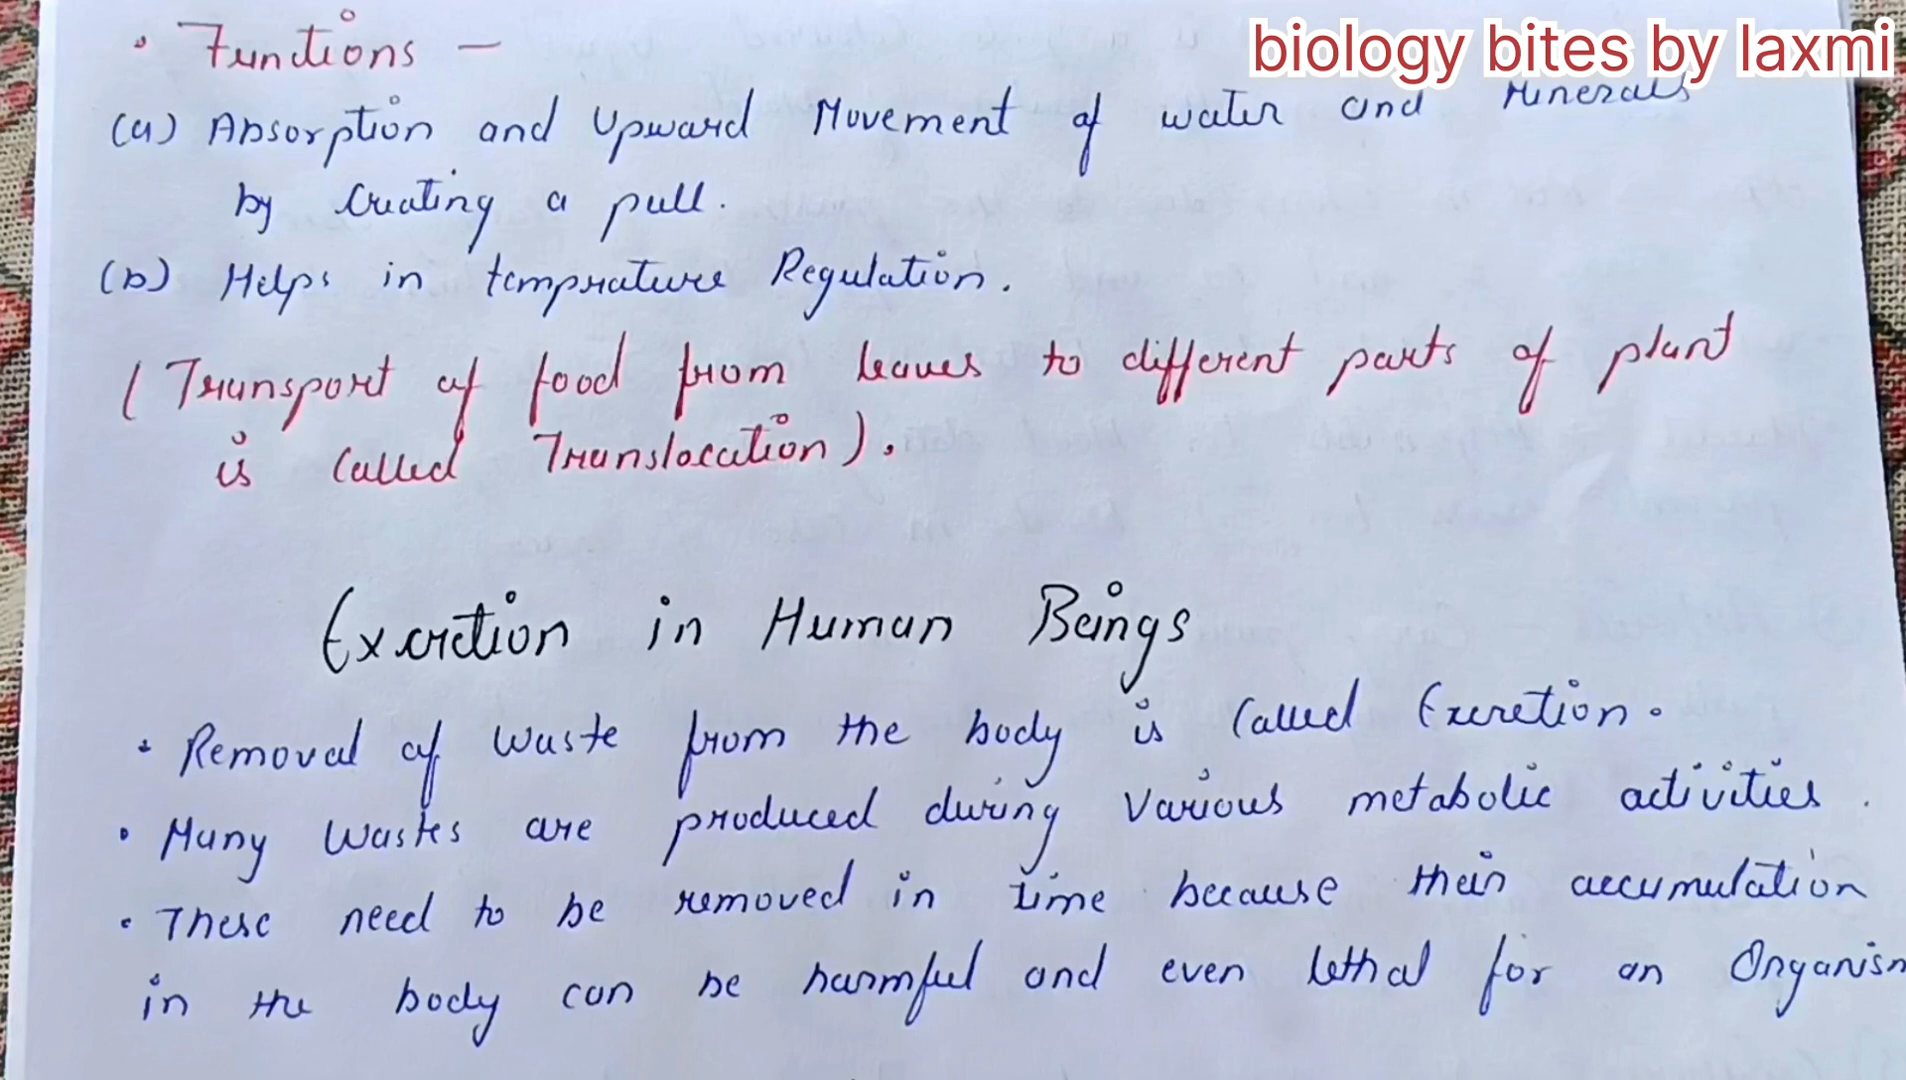 biology bites by laxmi
• Functions —
(a) Absorption and Upward Movement of water and Minerals
by Creating a pull.
(b) Helps in temprature Regulation.
(Transport of food from leaves to different parts of plant
is Called Translocation).
Excretion in Human Beings
• Removal of Waste from the body is Called Excretion.
• Many Wastes are produced during Various metabolic activities.
• These need to be removed in time because their accumulation
in the body can be harmful and even lethal for an Organism